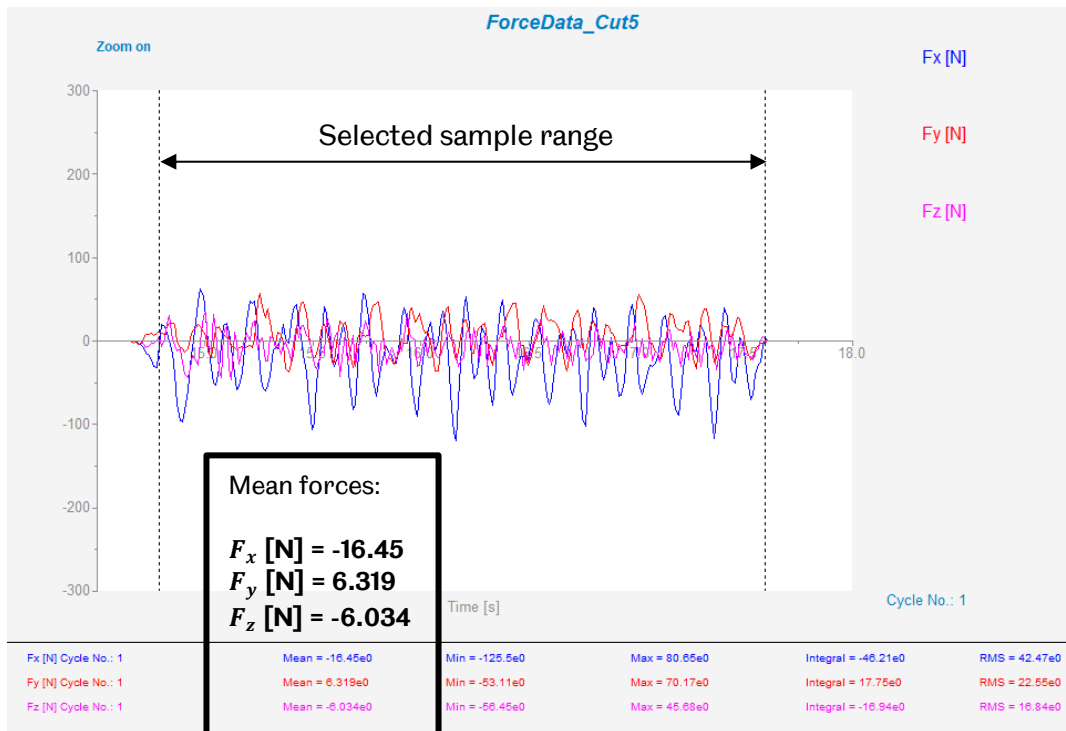 ForceData_Cut5
Zoom on
Fx [N]
Fy [N]
Fz [N]
300
Selected sample range
200
100
0
18.0
-100
-200
-300
Mean forces:
Fx [N] = -16.45
Fy [N] = 6.319
Fz [N] = -6.034
Time [s]
Cycle No.: 1
Fx [N] Cycle No.: 1 Mean = -16.45e0 Min = -125.5e0 Max = 80.65e0 Integral = -46.21e0 RMS = 42.47e0
Fy [N] Cycle No.: 1 Mean = 6.319e0 Min = -53.11e0 Max = 70.17e0 Integral = 17.75e0 RMS = 22.55e0
Fz [N] Cycle No.: 1 Mean = -6.034e0 Min = -56.45e0 Max = 45.68e0 Integral = -16.94e0 RMS = 16.84e0